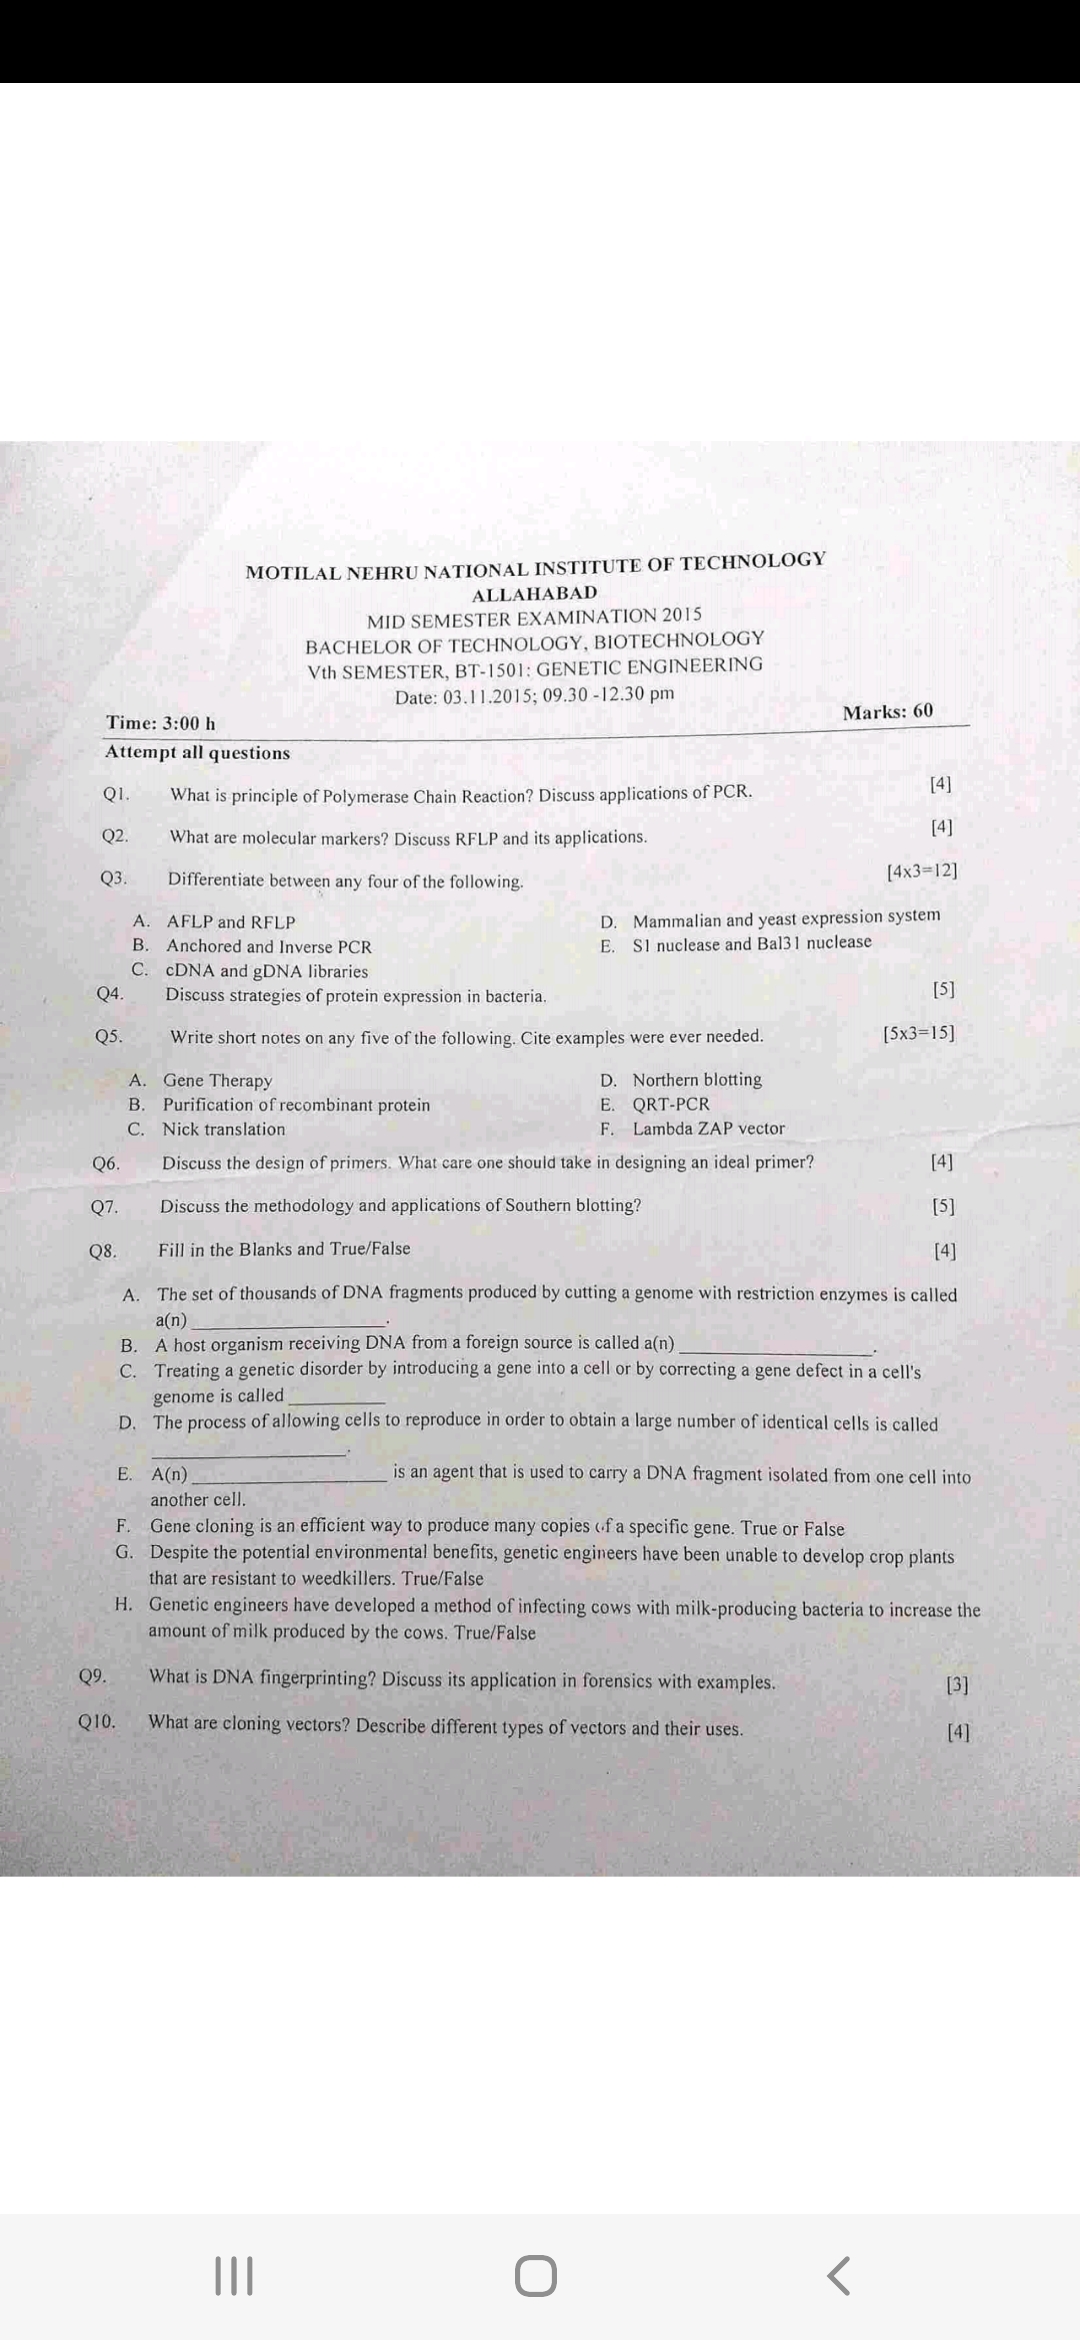 MOTILAL NEHRU NATIONAL INSTITUTE OF TECHNOLOGY
ALLAHABAD
MID SEMESTER EXAMINATION 2015
BACHELOR OF TECHNOLOGY, BIOTECHNOLOGY
Vth SEMESTER, BT-1501: GENETIC ENGINEERING
Date: 03.11.2015; 09.30 -12.30 pm
Time: 3:00 h Marks: 60
Attempt all questions
Q1. What is principle of Polymerase Chain Reaction? Discuss applications of PCR. [4]
Q2. What are molecular markers? Discuss RFLP and its applications. [4]
Q3. Differentiate between any four of the following. [4x3=12]
A. AFLP and RFLP D. Mammalian and yeast expression system
B. Anchored and Inverse PCR E. S1 nuclease and Bal31 nuclease
C. cDNA and gDNA libraries
Q4. Discuss strategies of protein expression in bacteria. [5]
Q5. Write short notes on any five of the following. Cite examples were ever needed. [5x3=15]
A. Gene Therapy D. Northern blotting
B. Purification of recombinant protein E. QRT-PCR
C. Nick translation F. Lambda ZAP vector
Q6. Discuss the design of primers. What care one should take in designing an ideal primer? [4]
Q7. Discuss the methodology and applications of Southern blotting? [5]
Q8. Fill in the Blanks and True/False [4]
A. The set of thousands of DNA fragments produced by cutting a genome with restriction enzymes is called
a(n) ____________________.
B. A host organism receiving DNA from a foreign source is called a(n) ____________________.
C. Treating a genetic disorder by introducing a gene into a cell or by correcting a gene defect in a cell's
genome is called __________
D. The process of allowing cells to reproduce in order to obtain a large number of identical cells is called
____________________.
E. A(n) ____________________ is an agent that is used to carry a DNA fragment isolated from one cell into
another cell.
F. Gene cloning is an efficient way to produce many copies of a specific gene. True or False
G. Despite the potential environmental benefits, genetic engineers have been unable to develop crop plants
that are resistant to weedkillers. True/False
H. Genetic engineers have developed a method of infecting cows with milk-producing bacteria to increase the
amount of milk produced by the cows. True/False
Q9. What is DNA fingerprinting? Discuss its application in forensics with examples. [3]
Q10. What are cloning vectors? Describe different types of vectors and their uses. [4]